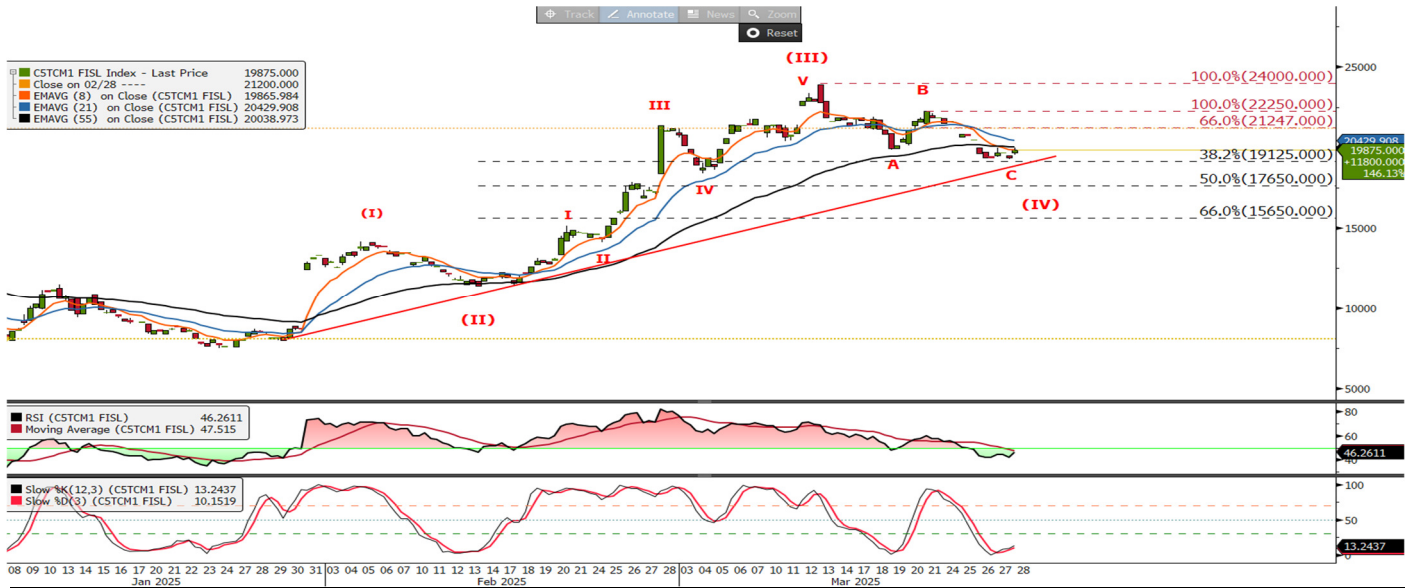 Track Annotate News Zoom
Reset
C5TCM1 FISL Index - Last Price 19875.000
Close on 02/28 ---- 21200.000
EMAVG (8) on Close (C5TCM1 FISL) 19865.984
EMAVG (21) on Close (C5TCM1 FISL) 20429.908
EMAVG (55) on Close (C5TCM1 FISL) 20038.973
(I)
(II)
I
II
III
IV
(III)
V
A
B
C
(IV)
100.0%(24000.000)
100.0%(22250.000)
66.0%(21247.000)
38.2%(19125.000)
50.0%(17650.000)
66.0%(15650.000)
25000
20429.908
19875.000
+11800.000
146.13%
15000
10000
5000
RSI (C5TCM1 FISL) 46.2611
Moving Average (C5TCM1 FISL) 47.515
80
60
46.2611
40
Slow %K(12,3) (C5TCM1 FISL) 13.2437
Slow %D(3) (C5TCM1 FISL) 10.1519
100
50
13.2437
0
08 09 10 13 14 15 16 17 20 21 22 23 24 27 28 29 30 31 03 04 05 06 07 10 11 12 13 14 17 18 19 20 21 24 25 26 27 28 03 04 05 06 07 10 11 12 13 14 17 18 19 20 21 24 25 26 27 28
Jan 2025 Feb 2025 Mar 2025